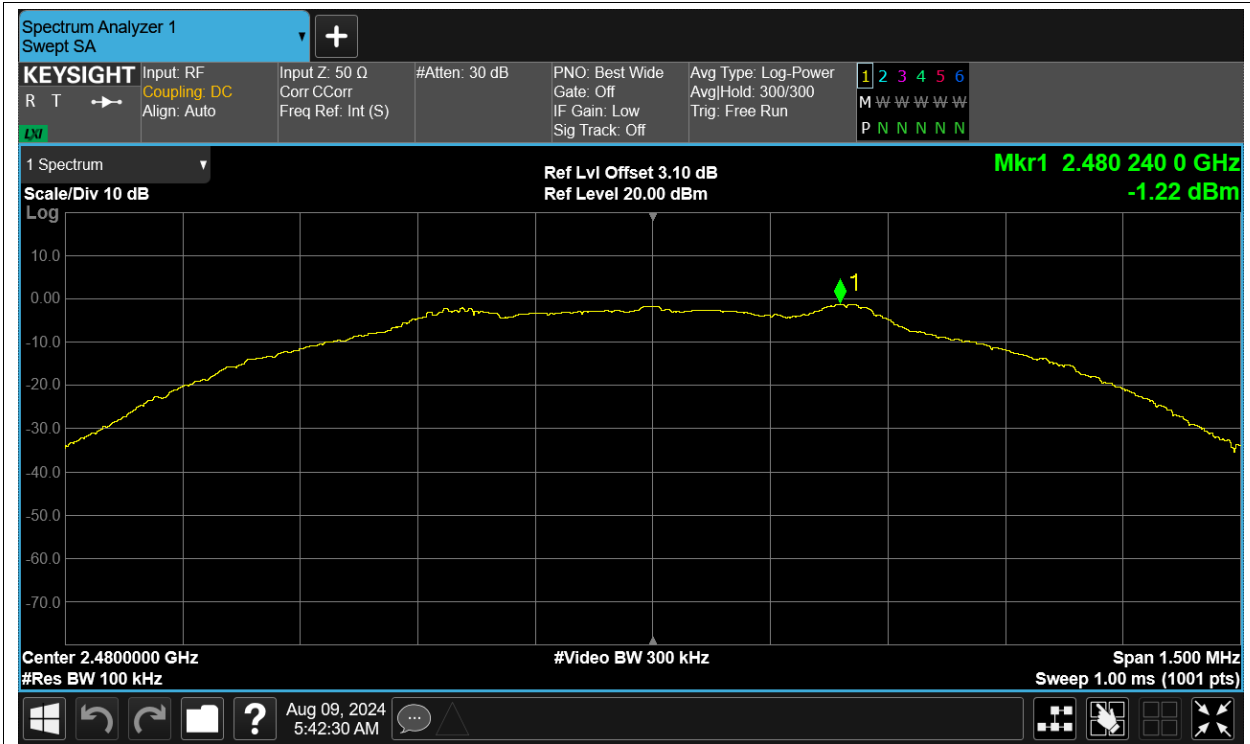 Spectrum Analyzer 1
Swept SA
KEYSIGHT
R T
LXI
Input: RF
Coupling: DC
Align: Auto
Input Z: 50 Ω
Corr CCorr
Freq Ref: Int (S)
#Atten: 30 dB
PNO: Best Wide
Gate: Off
IF Gain: Low
Sig Track: Off
Avg Type: Log-Power
Avg|Hold: 300/300
Trig: Free Run
1 2 3 4 5 6
M W W W W W
P N N N N N
1 Spectrum
Scale/Div 10 dB
Log
Ref Lvl Offset 3.10 dB
Ref Level 20.00 dBm
Mkr1 2.480 240 0 GHz
-1.22 dBm
10.0
0.00
-10.0
-20.0
-30.0
-40.0
-50.0
-60.0
-70.0
1
Center 2.4800000 GHz
#Res BW 100 kHz
#Video BW 300 kHz
Span 1.500 MHz
Sweep 1.00 ms (1001 pts)
?
Aug 09, 2024
5:42:30 AM